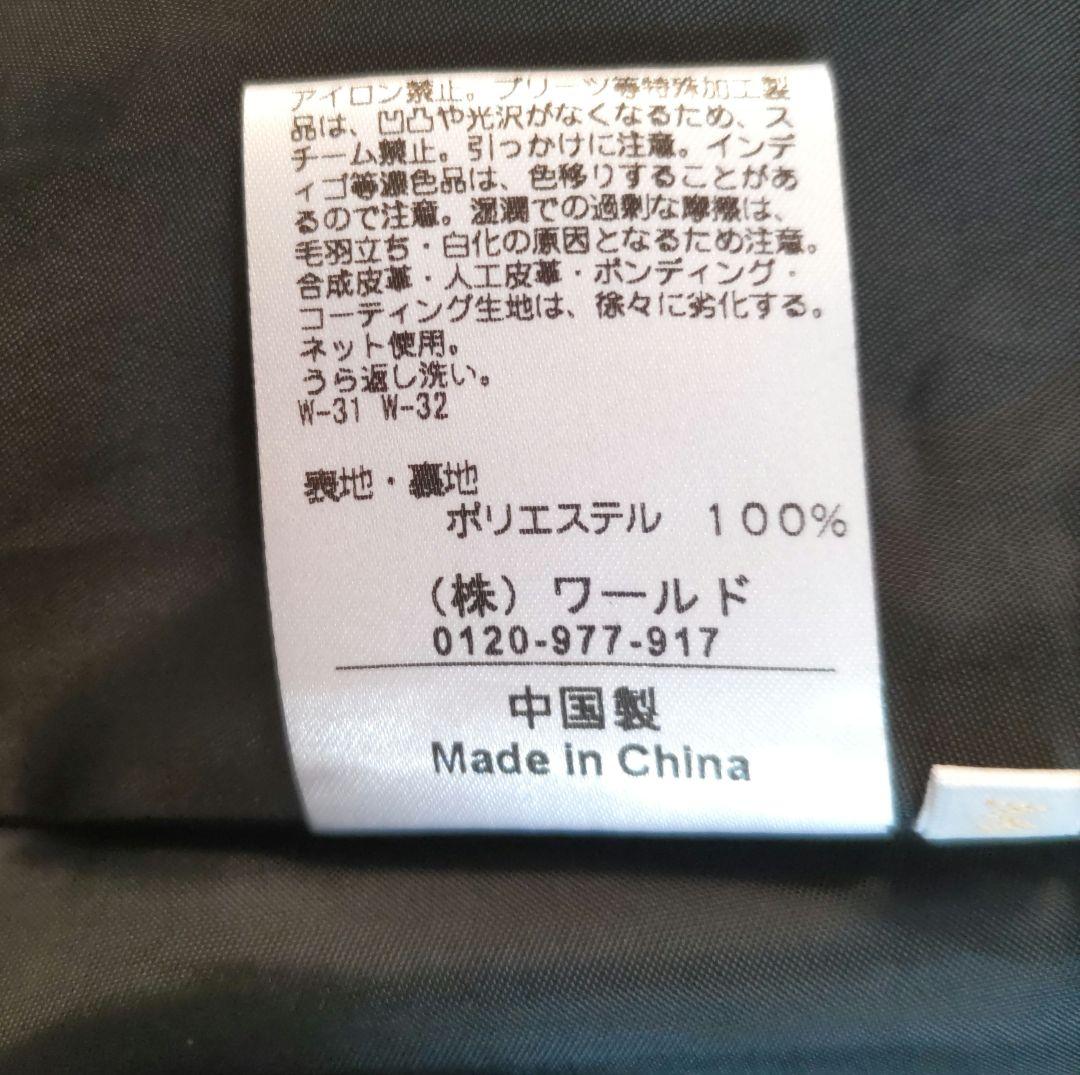 アイロン禁止。プリーツ等特殊加工製
品は、凹凸や光沢がなくなるため、ス
チーム禁止。引っかけに注意。インデ
ィゴ等濃色品は、色移りすることがあ
るので注意。湿潤での過剰な摩擦は、
毛羽立ち・白化の原因となるため注意。
合成皮革・人工皮革・ボンディング・
コーティング生地は、徐々に劣化する。
ネット使用。
うら返し洗い。
W-31 W-32
表地・裏地
ポリエステル 100%
(株) ワールド
0120-977-917
中国製
Made in China